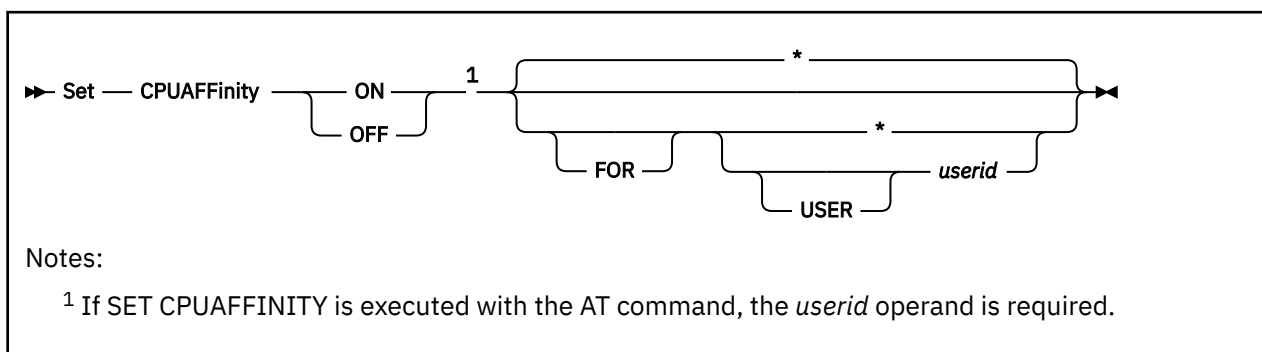 *
1
Set CPUAFFinity ON
OFF
*
FOR userid
USER
Notes:
1 If SET CPUAFFINITY is executed with the AT command, the userid operand is required.